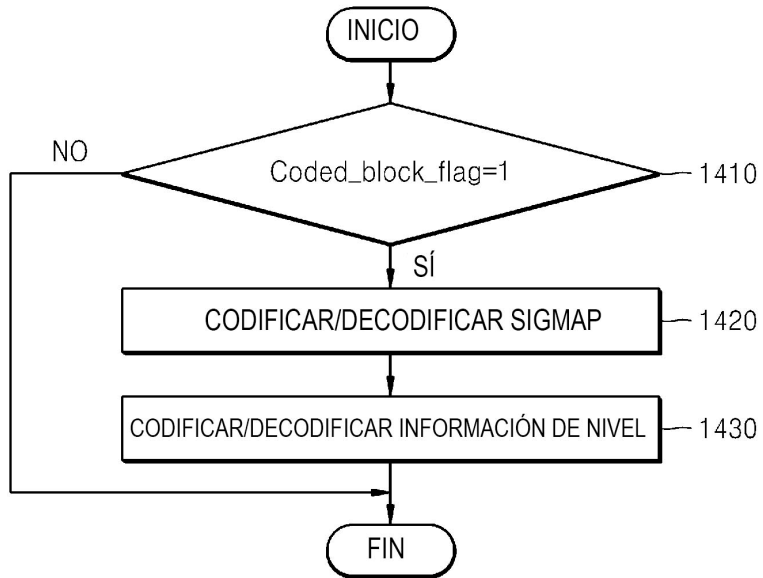 INICIO
NO
Coded_block_flag=1
1410
SÍ
CODIFICAR/DECODIFICAR SIGMAP
1420
CODIFICAR/DECODIFICAR INFORMACIÓN DE NIVEL
1430
FIN